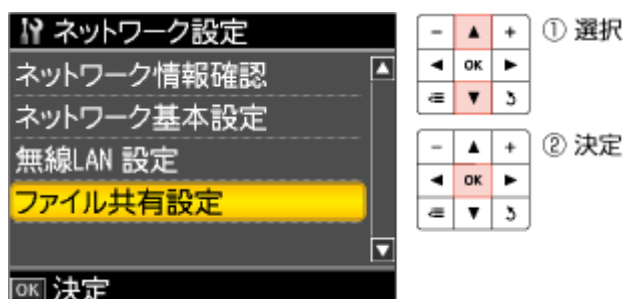 ネットワーク設定
ネットワーク情報確認
ネットワーク基本設定
無線LAN 設定
ファイル共有設定
OK 決定
① 選択
- ▲ +
◀ OK ▶
▼
② 決定
- ▲ +
◀ OK ▶
▼